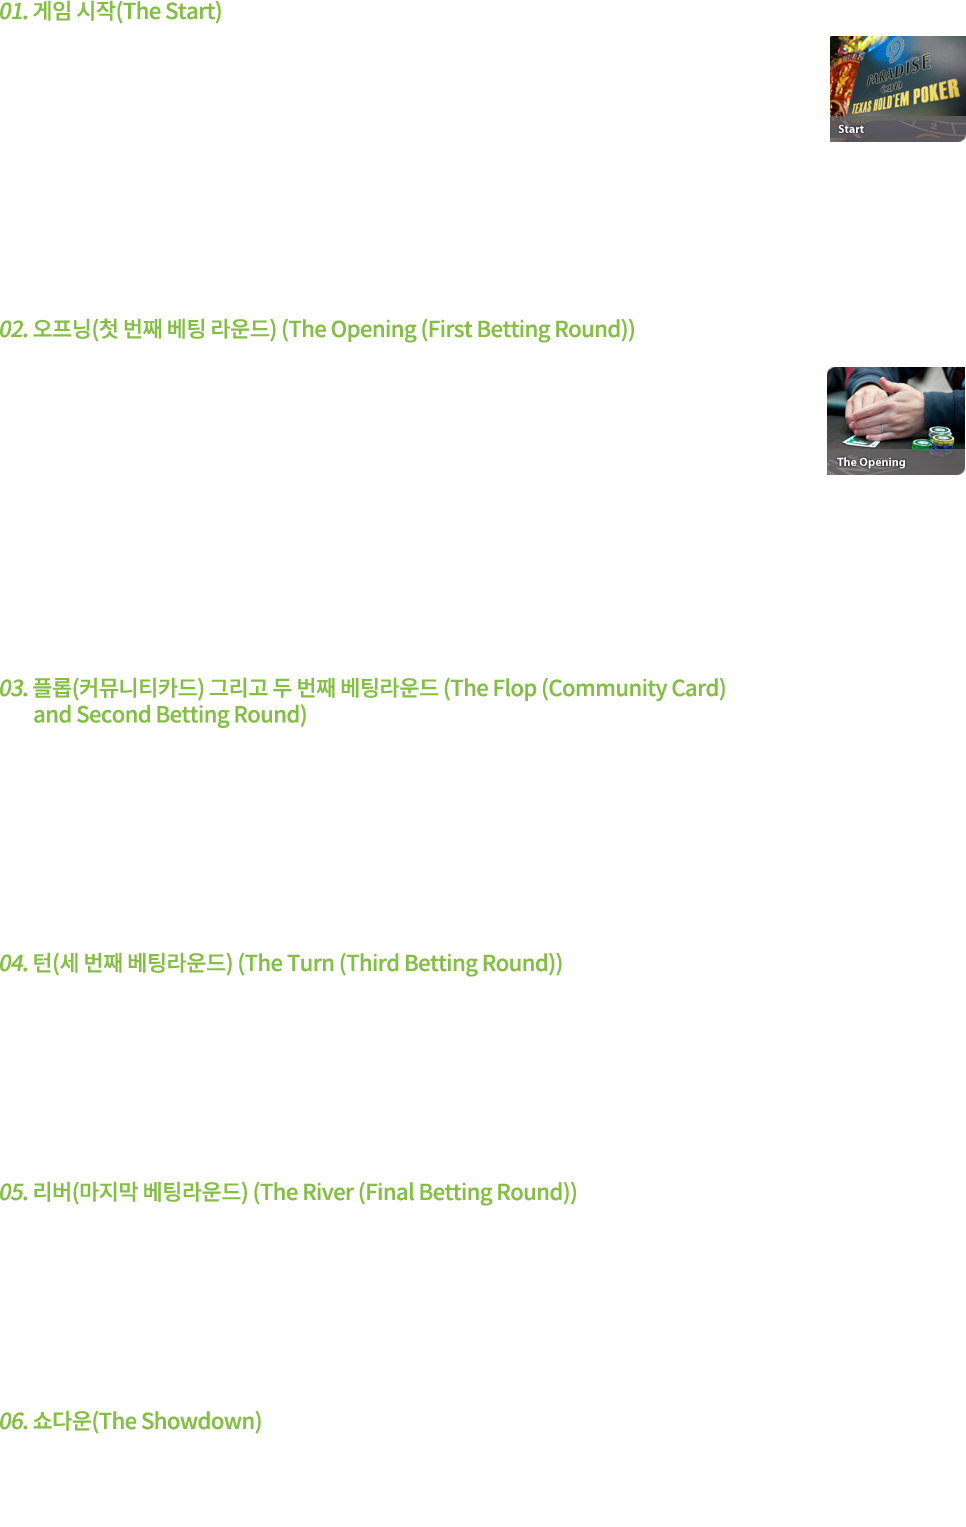 01. 게임 시작(The Start)
PARADISE
TEXAS HOLD'EM POKER
Start
02. 오프닝(첫 번째 베팅 라운드) (The Opening (First Betting Round))
The Opening
03. 플롭(커뮤니티카드) 그리고 두 번째 베팅라운드 (The Flop (Community Card)
and Second Betting Round)
04. 턴(세 번째 베팅라운드) (The Turn (Third Betting Round))
05. 리버(마지막 베팅라운드) (The River (Final Betting Round))
06. 쇼다운(The Showdown)